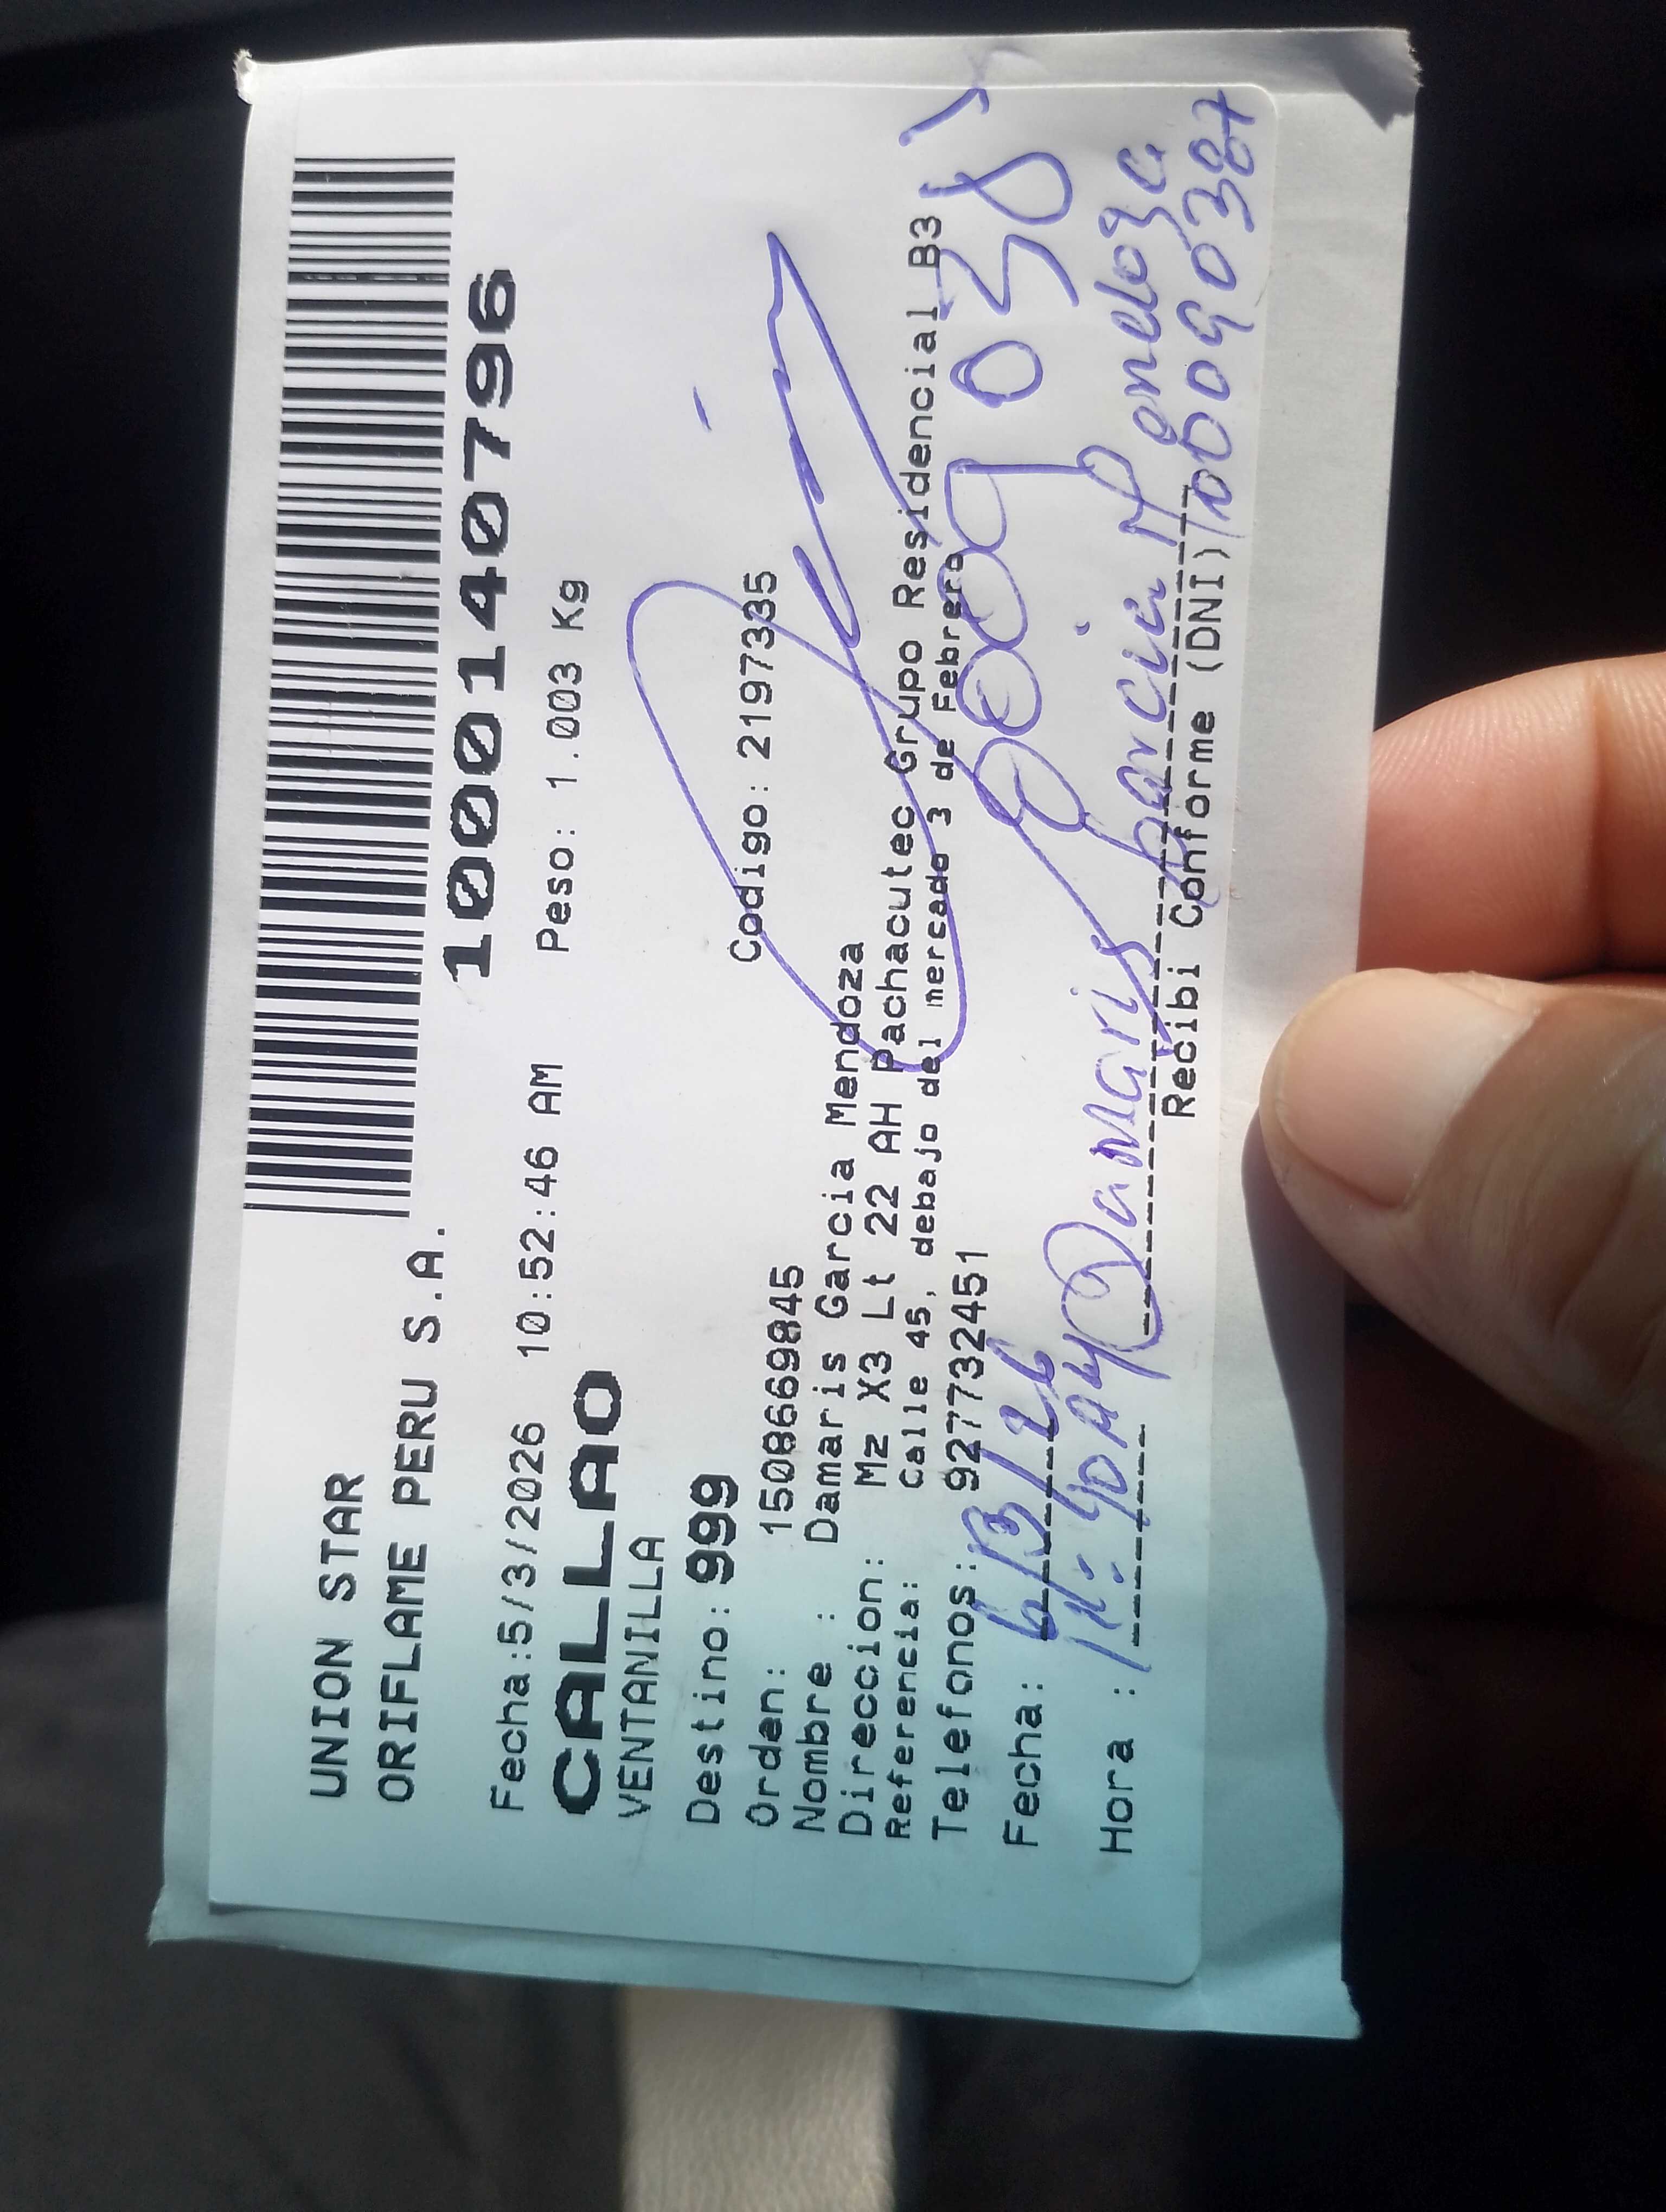 UNION STAR
ORIFLAME PERU S.A.
1000140796
Fecha:5/3/2026 10:52:46 AM Peso: 1.003 Kg
CALLAO
VENTANILLA
Destino: 999
Codigo: 2197335
Orden: 1508669845
Nombre : Damaris Garcia Mendoza
Direccion: Mz X3 Lt 22 AH Pachacutec Grupo Residencial B3
Referencia: Calle 45, debajo del mercado 3 de Febrero
Telefonos: 927732451
Fecha: 6/3/26
Hora : 11:40AM Damaris Garcia Mendoza
Recibi Conforme (DNI)